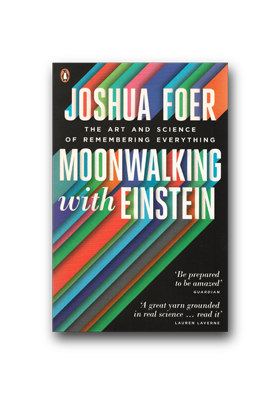 JOSHUA FOER
THE ART AND SCIENCE
OF REMEMBERING EVERYTHING
MOONWALKING
with EINSTEIN
'Be prepared
to be amazed'
GUARDIAN
'A great yarn grounded
in real science ... read it'
LAUREN LAVERNE